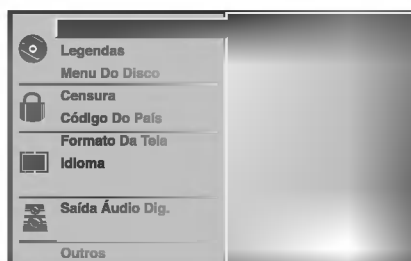 Legendas
Menu Do Disco
Censura
Código Do País
Formato Da Tela
Idioma
Saída Áudio Dig.
Outros